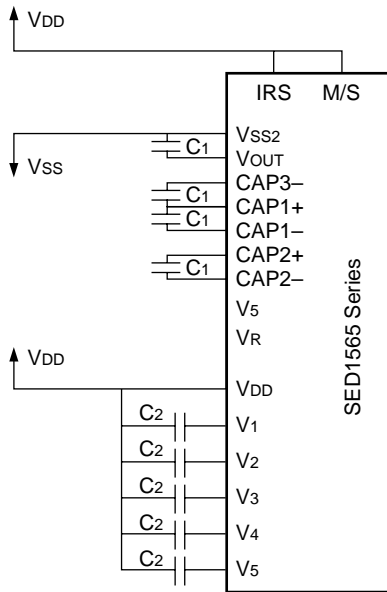 VDD
IRS M/S
VSS2
C1
VOUT
VSS
CAP3–
C1
CAP1+
C1
CAP1–
CAP2+
C1
CAP2–
V5
VR
SED1565 Series
VDD
VDD
C2
V1
C2
V2
C2
V3
C2
V4
C2
V5